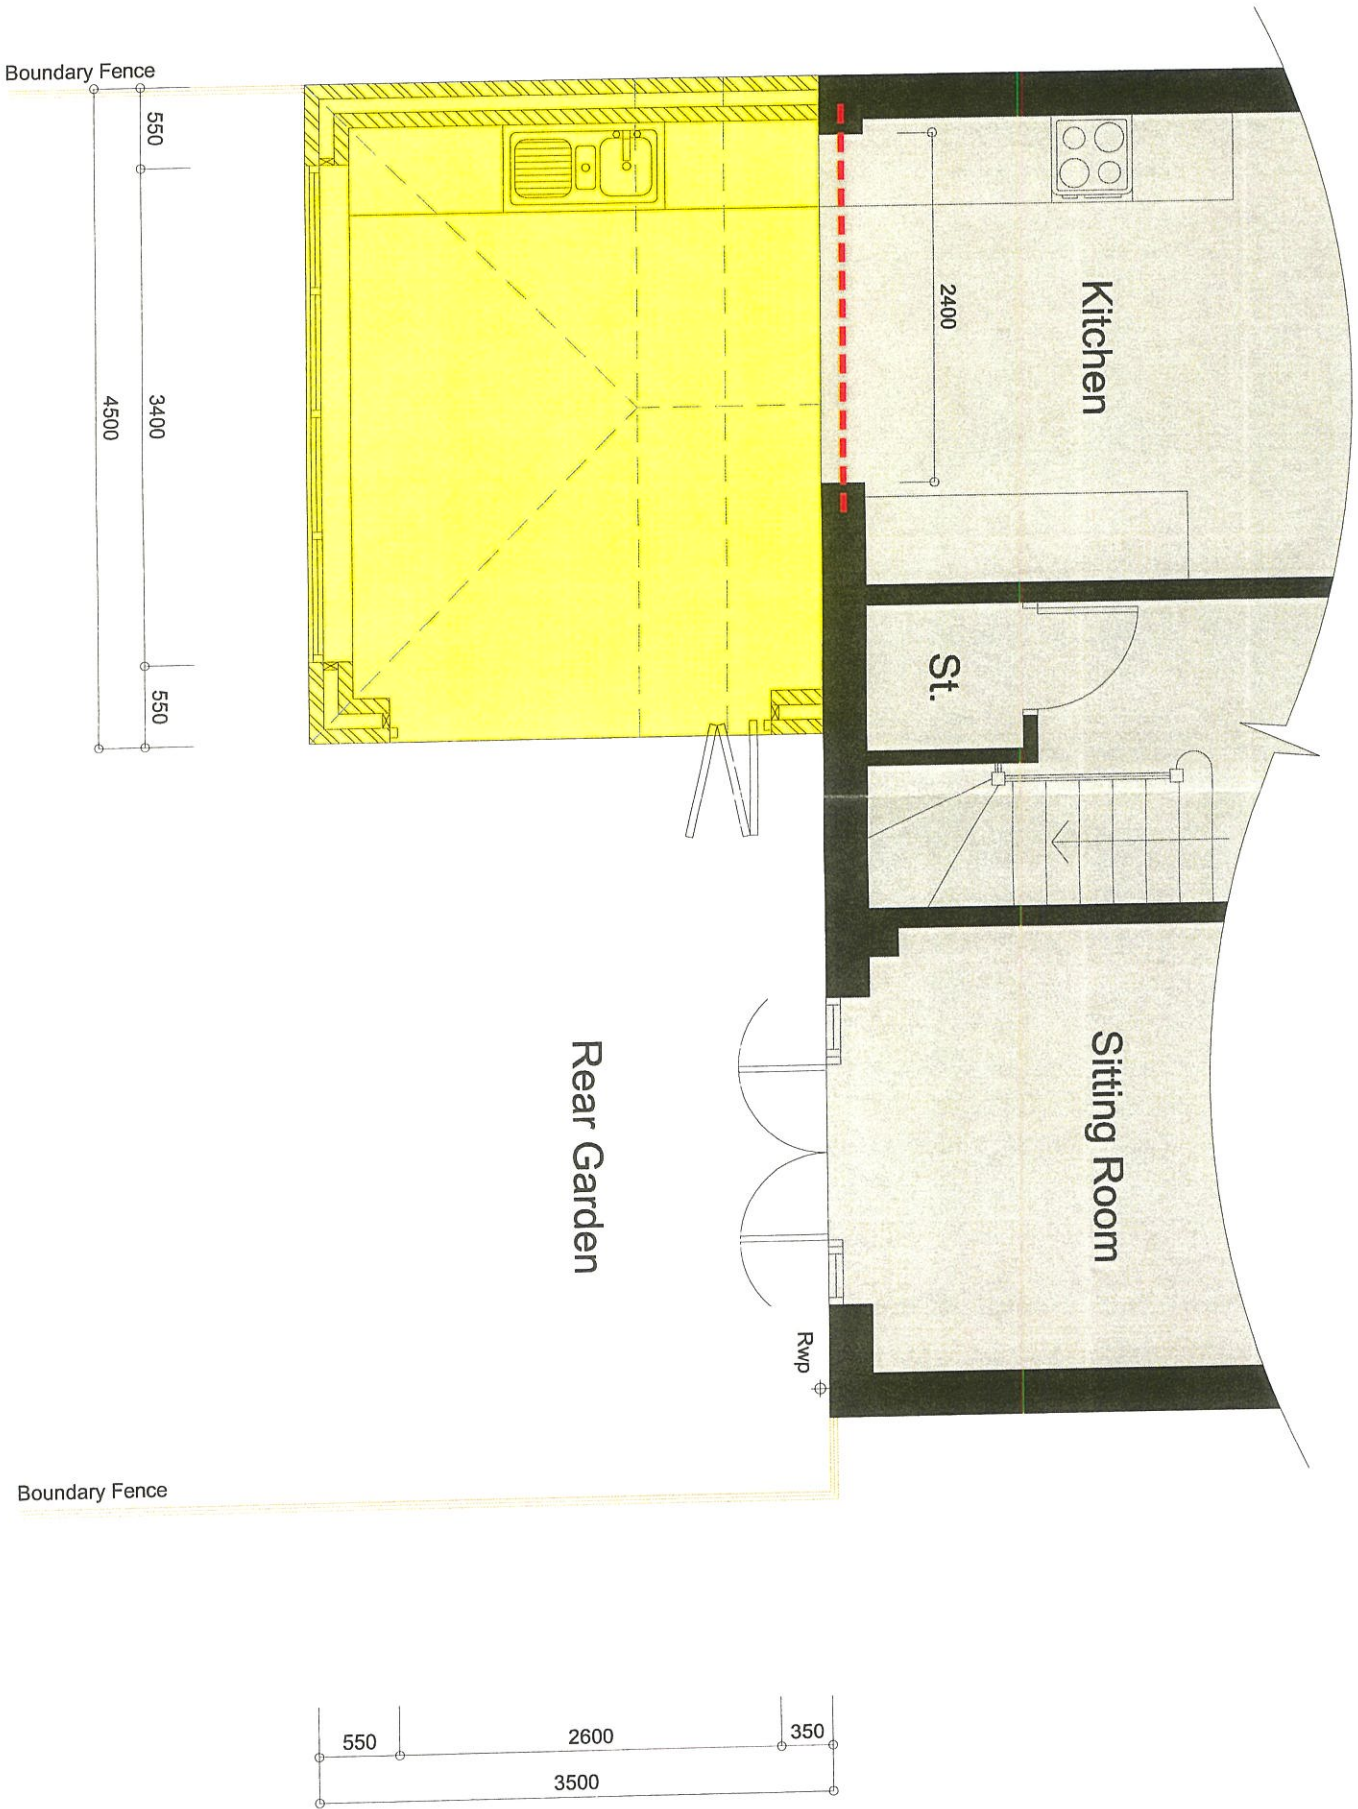 Boundary Fence
550
3400
550
4500
2400
Kitchen
St.
Sitting Room
Rear Garden
Rwp
Boundary Fence
550
2600
350
3500